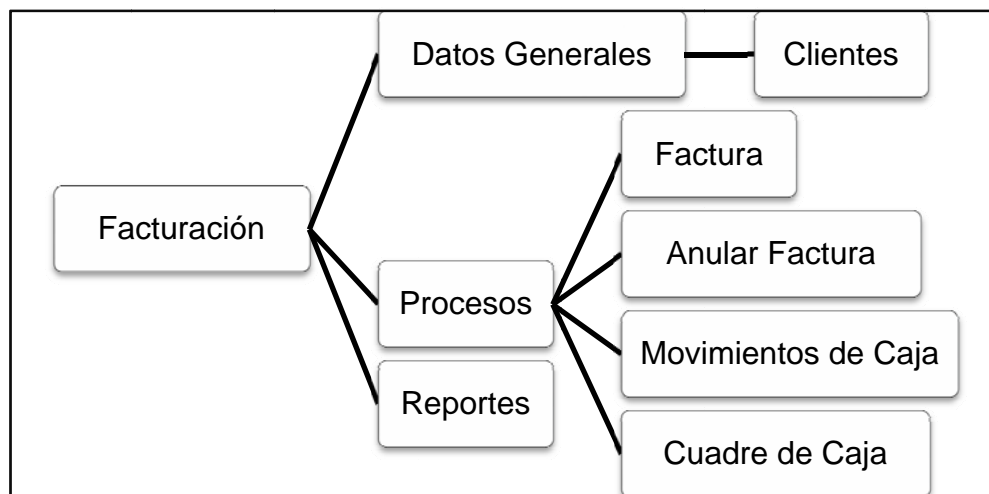 Datos Generales
Clientes
Factura
Facturación
Anular Factura
Procesos
Movimientos de Caja
Reportes
Cuadre de Caja